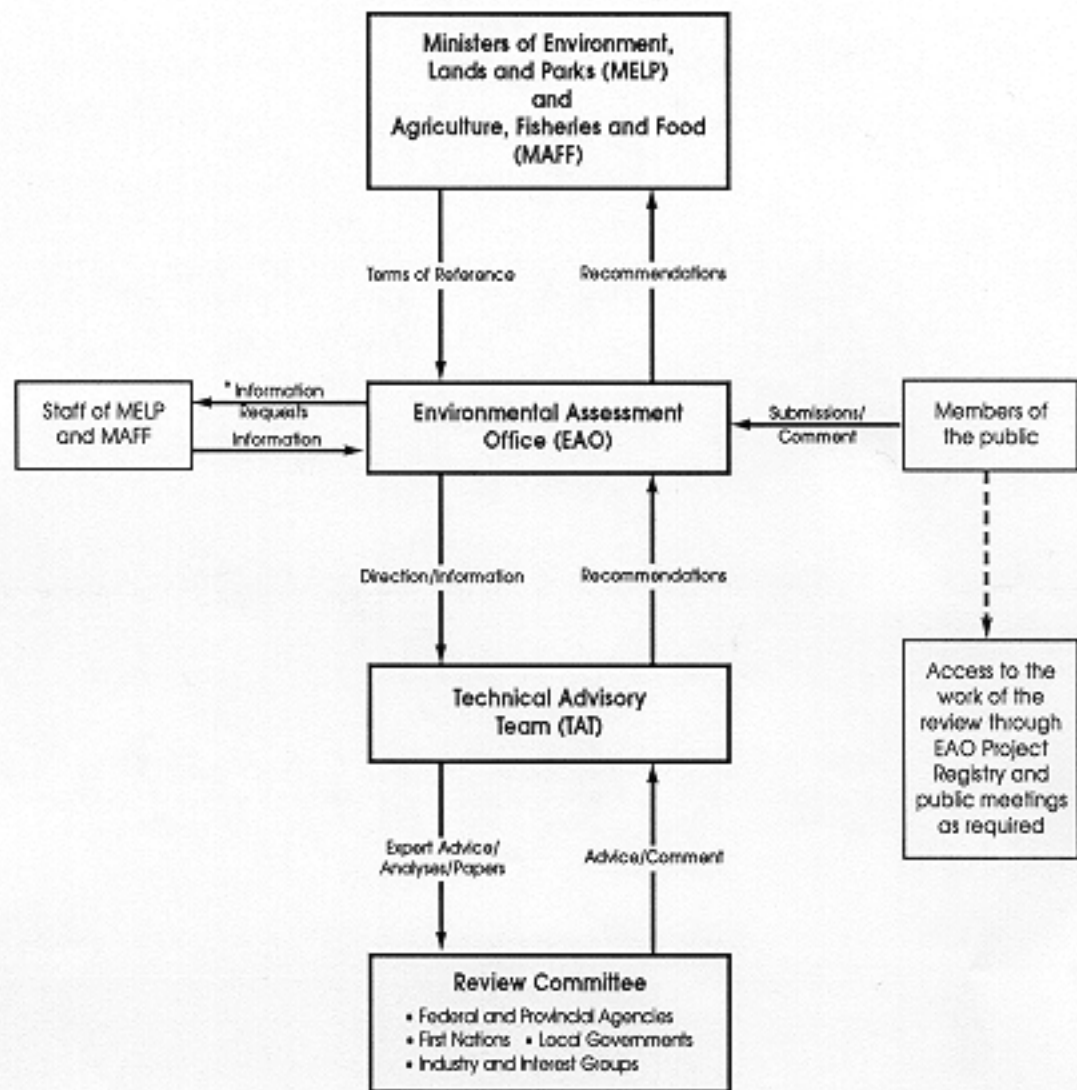 Ministers of Environment,
Lands and Parks (MELP)
and
Agriculture, Fisheries and Food
(MAFF)
Terms of Reference
Recommendations
Staff of MELP
and MAFF
* Information
Requests
Information
Environmental Assessment
Office (EAO)
Submissions/
Comment
Members of
the public
Direction/Information
Recommendations
Technical Advisory
Team (TAT)
Access to the
work of the
review through
EAO Project
Registry and
public meetings
as required
Expert Advice/
Analyses/Papers
Advice/Comment
Review Committee
• Federal and Provincial Agencies
• First Nations • Local Governments
• Industry and Interest Groups